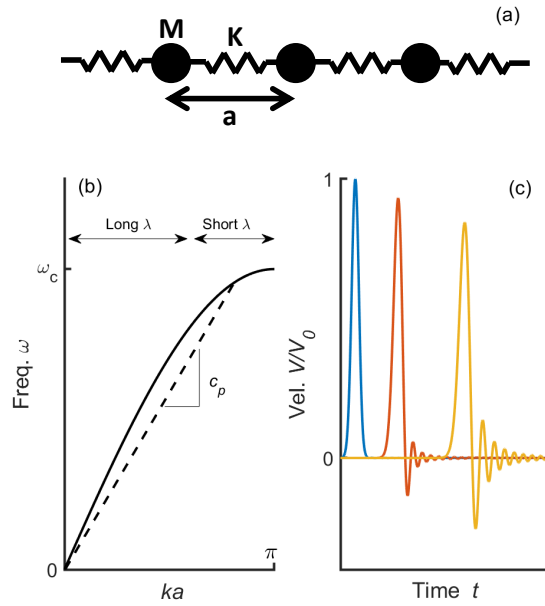 (a)
M
K
a
(b)
Long λ
Short λ
ω_c
Freq. ω
c_p
0
π
ka
(c)
1
Vel. V/V_0
0
Time t